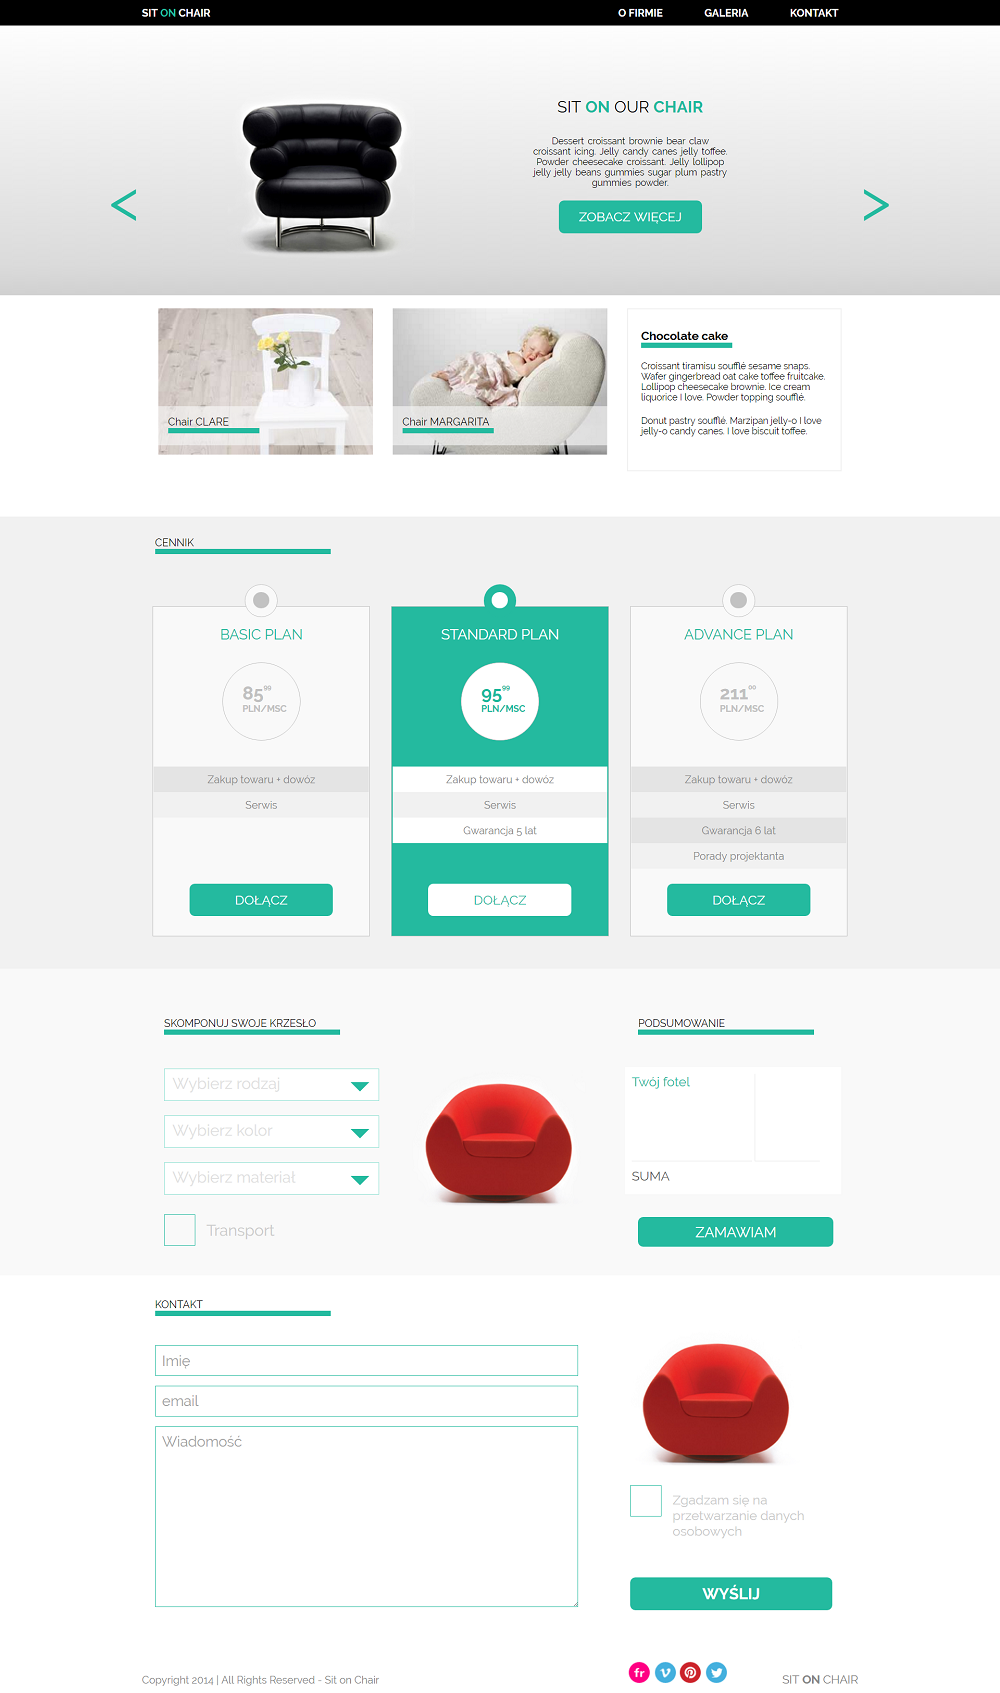 SIT ON CHAIR
O FIRMIE GALERIA KONTAKT
SIT ON OUR CHAIR
Dessert croissant brownie bear claw
croissant icing. Jelly candy canes jelly toffee.
Powder cheesecake croissant. Jelly lollipop
jelly jelly beans gummies sugar plum pastry
gummies powder.
< >
ZOBACZ WIĘCEJ
Chair CLARE
Chair MARGARITA
Chocolate cake
Croissant tiramisu soufflé sesame snaps.
Wafer gingerbread oat cake toffee fruitcake.
Lollipop cheesecake brownie. Ice cream
liquorice I love. Powder topping soufflé.
Donut pastry soufflé. Marzipan jelly-o I love
jelly-o candy canes. I love biscuit toffee.
CENNIK
BASIC PLAN
85 99
PLN/MSC
Zakup towaru + dowóz
Serwis
DOŁĄCZ
STANDARD PLAN
95 99
PLN/MSC
Zakup towaru + dowóz
Serwis
Gwarancja 5 lat
DOŁĄCZ
ADVANCE PLAN
211 00
PLN/MSC
Zakup towaru + dowóz
Serwis
Gwarancja 6 lat
Porady projektanta
DOŁĄCZ
SKOMPONUJ SWOJE KRZESŁO
Wybierz rodzaj
Wybierz kolor
Wybierz materiał
Transport
PODSUMOWANIE
Twój fotel
SUMA
ZAMAWIAM
KONTAKT
Imię
email
Wiadomość
Zgadzam się na
przetwarzanie danych
osobowych
WYŚLIJ
Copyright 2014 | All Rights Reserved - Sit on Chair
SIT ON CHAIR